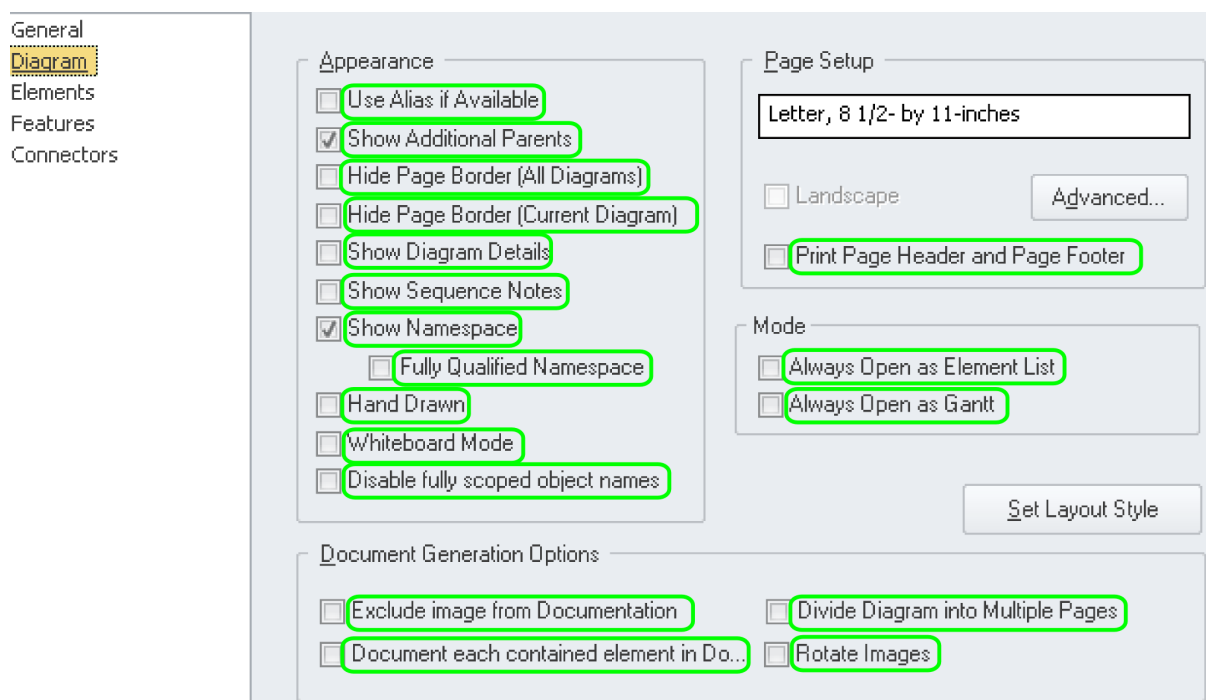 General
Diagram
Elements
Features
Connectors
Appearance
Use Alias if Available
Show Additional Parents
Hide Page Border (All Diagrams)
Hide Page Border (Current Diagram)
Show Diagram Details
Show Sequence Notes
Show Namespace
Fully Qualified Namespace
Hand Drawn
Whiteboard Mode
Disable fully scoped object names
Page Setup
Letter, 8 1/2- by 11-inches
Landscape
Advanced...
Print Page Header and Page Footer
Mode
Always Open as Element List
Always Open as Gantt
Set Layout Style
Document Generation Options
Exclude image from Documentation
Divide Diagram into Multiple Pages
Document each contained element in Do...
Rotate Images